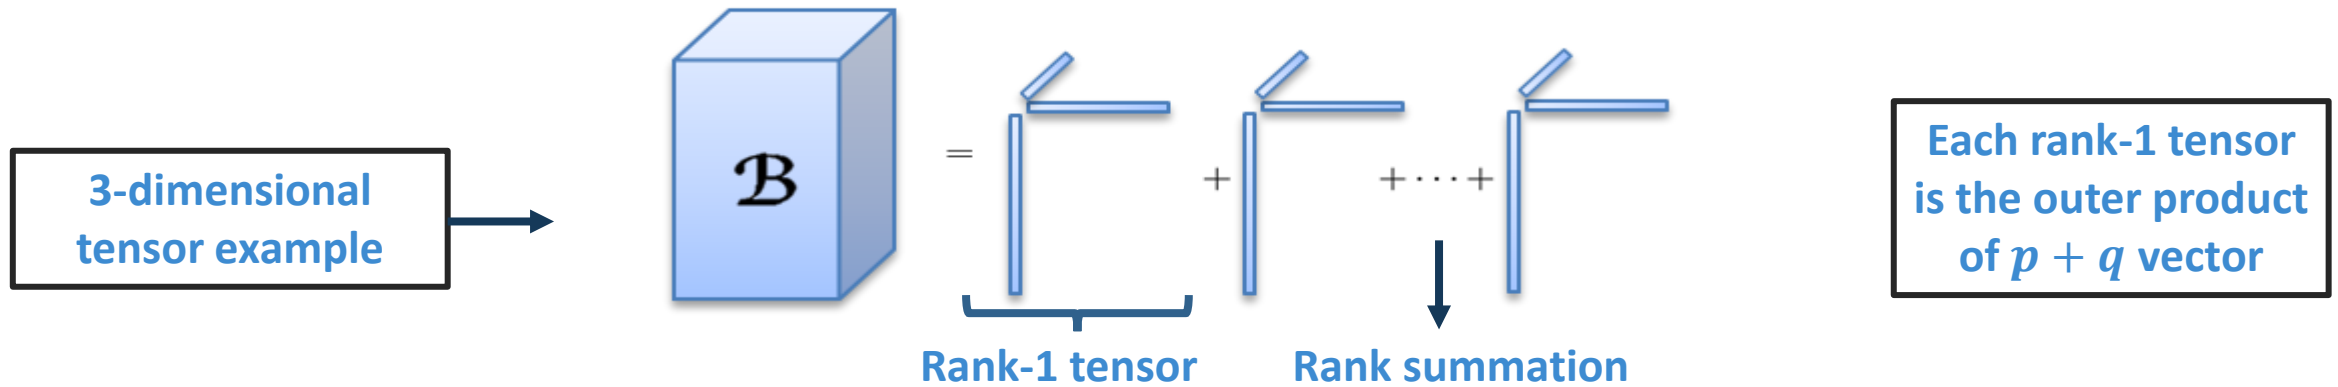 3-dimensional
tensor example
ℬ
=
+
+ ··· +
Rank-1 tensor
Rank summation
Each rank-1 tensor
is the outer product
of p + q vector